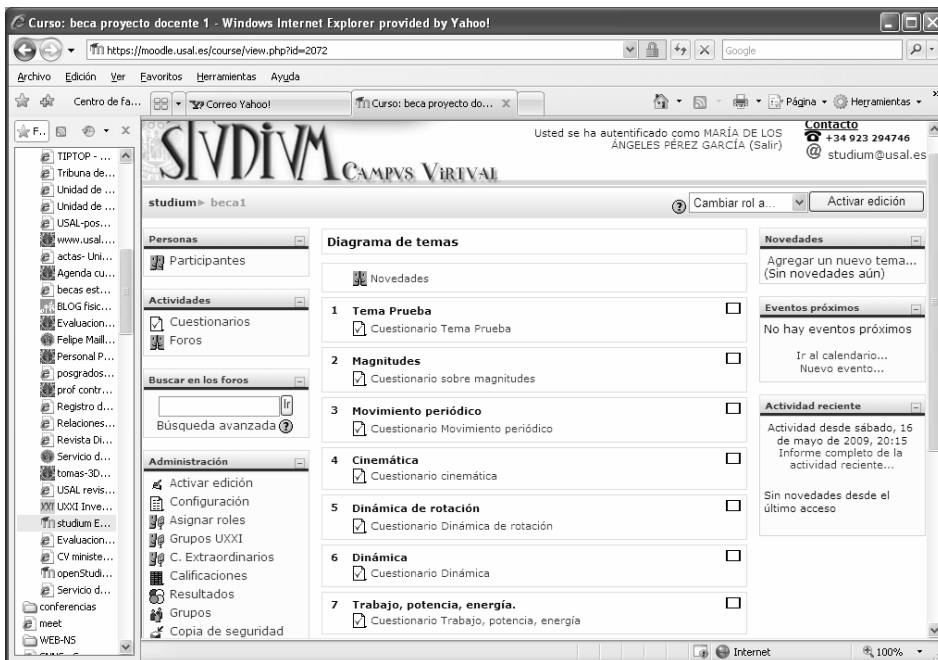 Curso: beca proyecto docente 1 - Windows Internet Explorer provided by Yahoo!
https://moodle.usal.es/course/view.php?id=2072
Google
Archivo Edición Ver Favoritos Herramientas Ayuda
Centro de fa...
Correo Yahoo!
Curso: beca proyecto do...
Página
Herramientas
F..
TIPTOP - ...
Tribuna de...
Unidad de ...
Unidad de ...
USAL-pos...
www.usal....
actas- Uni...
Agenda cu...
becas est...
BLOG fisic...
Evaluacion...
Felipe Maill...
Personal P...
posgrados...
prof contr...
Registro d...
Relaciones...
Revista Di...
Servicio d...
tomas-3D...
USAL revis...
UXXI Inve...
studium E...
Evaluacion...
CV ministe...
openStudi...
Servicio d...
conferencias
meet
WEB-NS
STVDIVM
CAMPVS VIRTVAL
Usted se ha autentificado como MARÍA DE LOS
ÁNGELES PÉREZ GARCÍA (Salir)
Contacto
+34 923 294746
studium@usal.es
studium ► beca1
Cambiar rol a...
Activar edición
Personas
Participantes
Actividades
Cuestionarios
Foros
Buscar en los foros
Ir
Búsqueda avanzada
Administración
Activar edición
Configuración
Asignar roles
Grupos UXXI
C. Extraordinarios
Calificaciones
Resultados
Grupos
Copia de seguridad
Diagrama de temas
Novedades
1 Tema Prueba
Cuestionario Tema Prueba
2 Magnitudes
Cuestionario sobre magnitudes
3 Movimiento periódico
Cuestionario Movimiento periódico
4 Cinemática
Cuestionario cinemática
5 Dinámica de rotación
Cuestionario Dinámica de rotación
6 Dinámica
Cuestionario Dinámica
7 Trabajo, potencia, energía.
Cuestionario Trabajo, potencia, energía
Novedades
Agregar un nuevo tema...
(Sin novedades aún)
Eventos próximos
No hay eventos próximos
Ir al calendario...
Nuevo evento...
Actividad reciente
Actividad desde sábado, 16
de mayo de 2009, 20:15
Informe completo de la
actividad reciente...
Sin novedades desde el
último acceso
Internet
100%